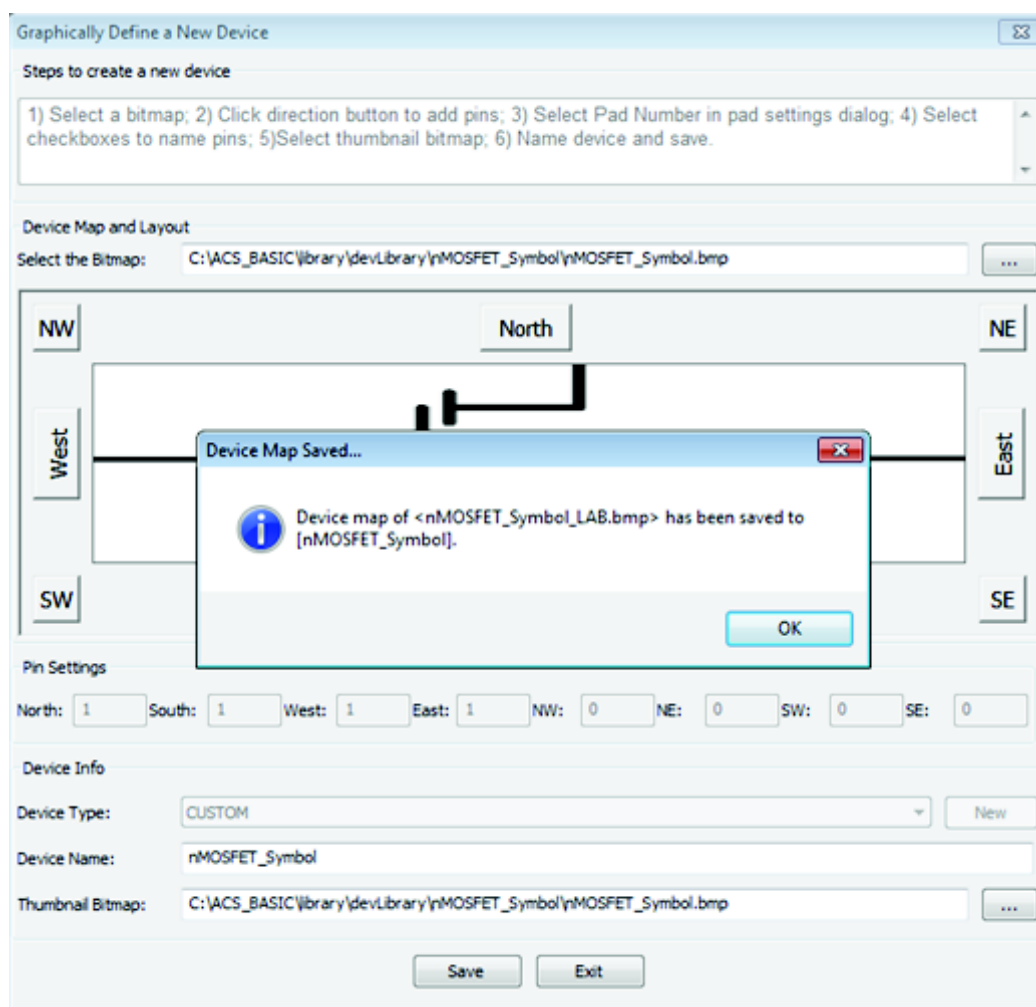 Graphically Define a New Device
Steps to create a new device
1) Select a bitmap; 2) Click direction button to add pins; 3) Select Pad Number in pad settings dialog; 4) Select
checkboxes to name pins; 5)Select thumbnail bitmap; 6) Name device and save.
Device Map and Layout
Select the Bitmap: C:\ACS_BASIC\library\devLibrary\nMOSFET_Symbol\nMOSFET_Symbol.bmp ...
NW North NE
West East
Device Map Saved...
Device map of <nMOSFET_Symbol_LAB.bmp> has been saved to
[nMOSFET_Symbol].
OK
SW SE
Pin Settings
North: 1 South: 1 West: 1 East: 1 NW: 0 NE: 0 SW: 0 SE: 0
Device Info
Device Type: CUSTOM New
Device Name: nMOSFET_Symbol
Thumbnail Bitmap: C:\ACS_BASIC\library\devLibrary\nMOSFET_Symbol\nMOSFET_Symbol.bmp ...
Save Exit